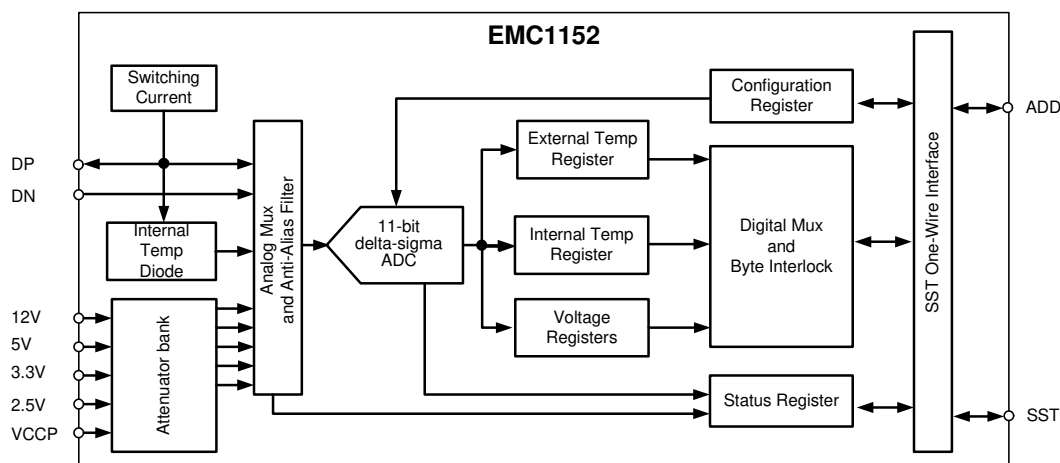 EMC1152
Switching
Current
DP
DN
Internal
Temp
Diode
12V
5V
3.3V
2.5V
VCCP
Attenuator bank
Analog Mux
and Anti-Alias Filter
11-bit
delta-sigma
ADC
Configuration
Register
External Temp
Register
Internal Temp
Register
Voltage
Registers
Digital Mux
and
Byte Interlock
Status Register
SST One-Wire Interface
ADD
SST